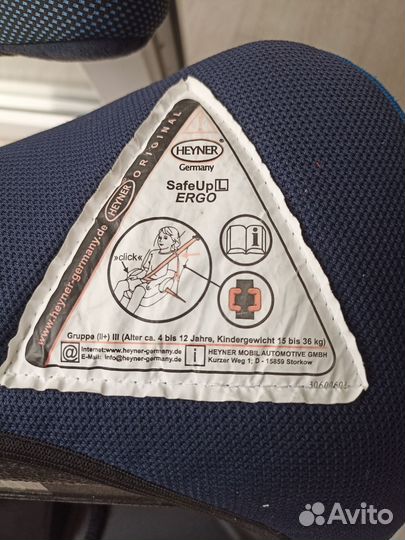 HEYNER
Germany
SafeUp L
ERGO
www.heyner-germany.de HEYNER ORIGINAL
»click«
i
Gruppe (II+) III (Alter ca. 4 bis 12 Jahre, Kindergewicht 15 bis 36 kg)
@ Internet:www.heyner-germany.de
E-Mail: info@heyner-germany.de
i HEYNER MOBIL AUTOMOTIVE GMBH
Kurzer Weg 1; D - 15859 Storkow
Avito